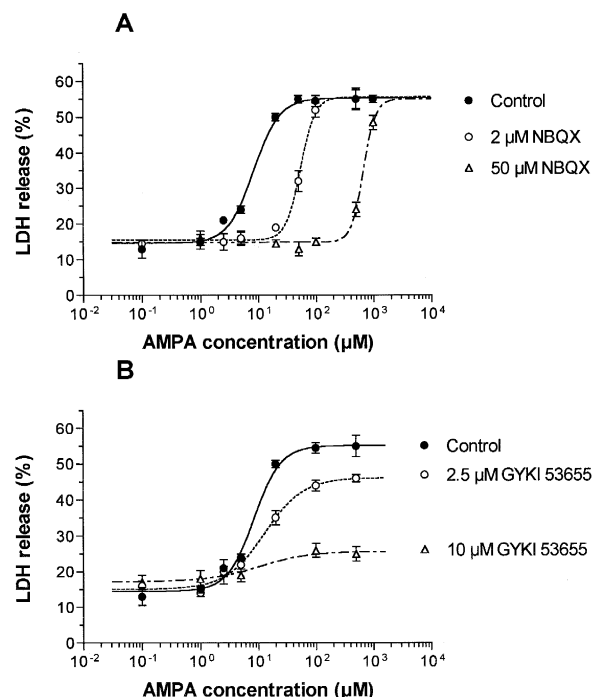 A
LDH release (%)
60
50
40
30
20
10
0
10⁻² 10⁻¹ 10⁰ 10¹ 10² 10³ 10⁴
AMPA concentration (µM)
Control
2 µM NBQX
50 µM NBQX
B
LDH release (%)
60
50
40
30
20
10
0
10⁻² 10⁻¹ 10⁰ 10¹ 10² 10³ 10⁴
AMPA concentration (µM)
Control
2.5 µM GYKI 53655
10 µM GYKI 53655